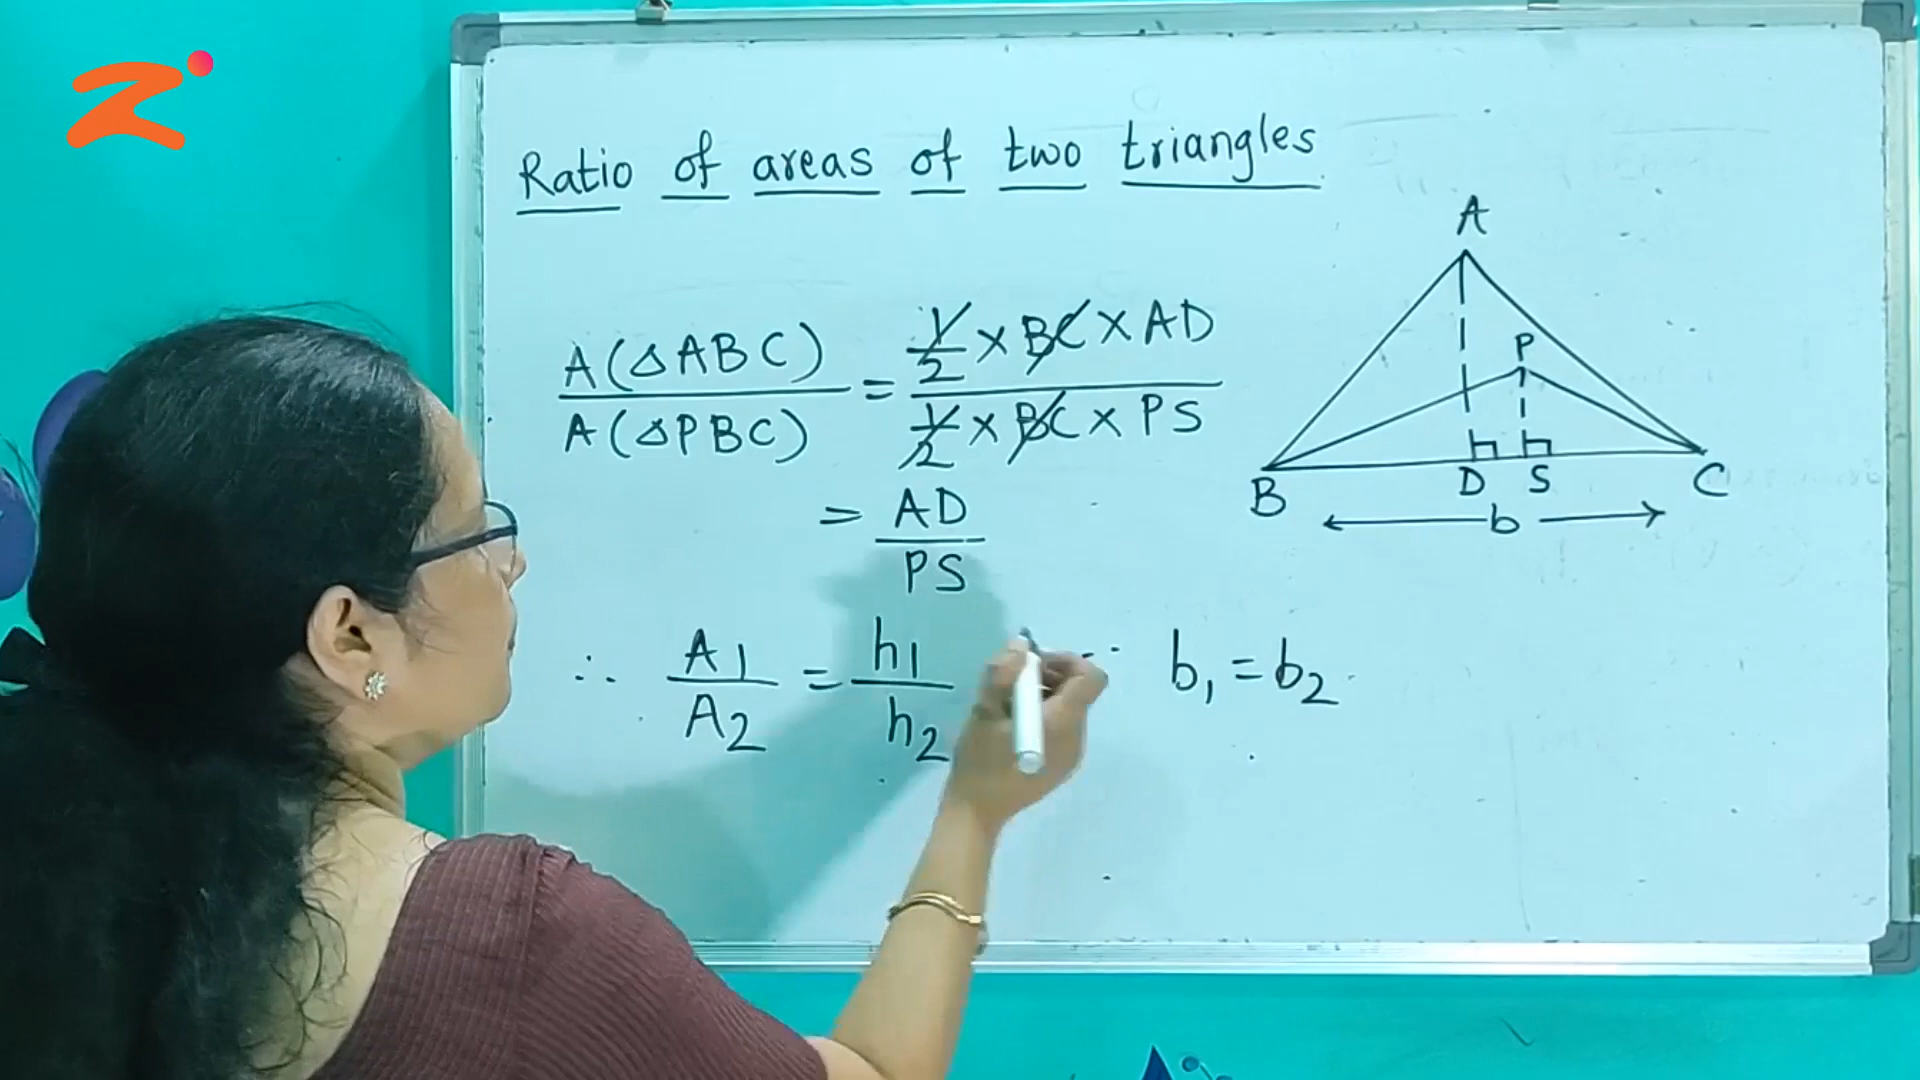 Ratio of areas of two triangles
A(△ABC) / A(△PBC) = 1/2 × BC × AD / 1/2 × BC × PS
= AD / PS
∴ A1 / A2 = h1 / h2 ∵ b1 = b2
A
P
D S
B C
b